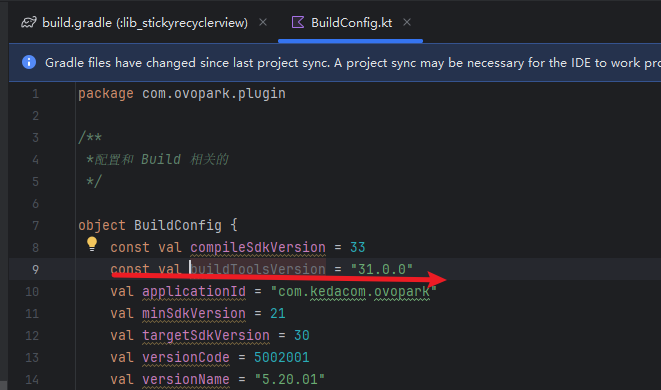 build.gradle (:lib_stickyrecyclerview)
BuildConfig.kt
Gradle files have changed since last project sync. A project sync may be necessary for the IDE to work pro
1 package com.ovopark.plugin
2
3 /**
4 *配置和 Build 相关的
5 */
6
7 object BuildConfig {
8 const val compileSdkVersion = 33
9 const val buildToolsVersion = "31.0.0"
10 val applicationId = "com.kedacom.ovopark"
11 val minSdkVersion = 21
12 val targetSdkVersion = 30
13 val versionCode = 5002001
14 val versionName = "5.20.01"